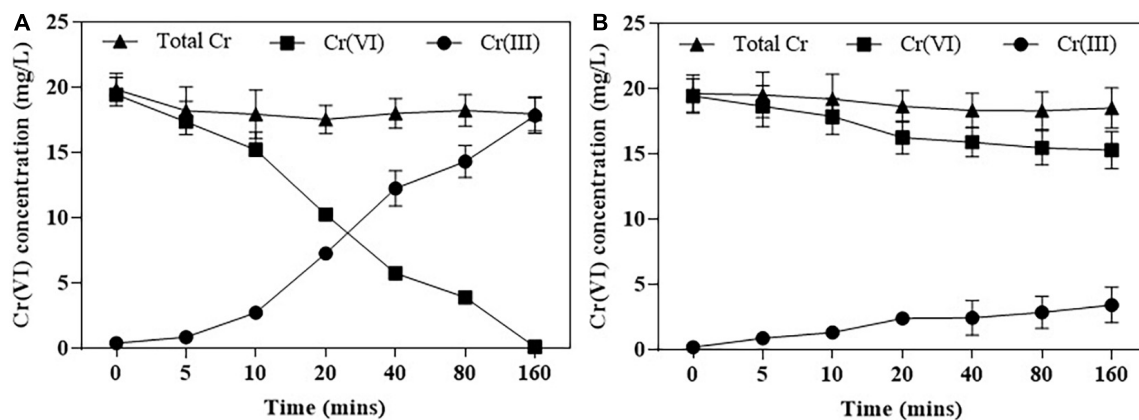 A
25
Total Cr Cr(VI) Cr(III)
20
15
10
5
0
Cr(VI) concentration (mg/L)
0 5 10 20 40 80 160
Time (mins)
B
25
Total Cr Cr(VI) Cr(III)
20
15
10
5
0
Cr(VI) concentration (mg/L)
0 5 10 20 40 80 160
Time (mins)